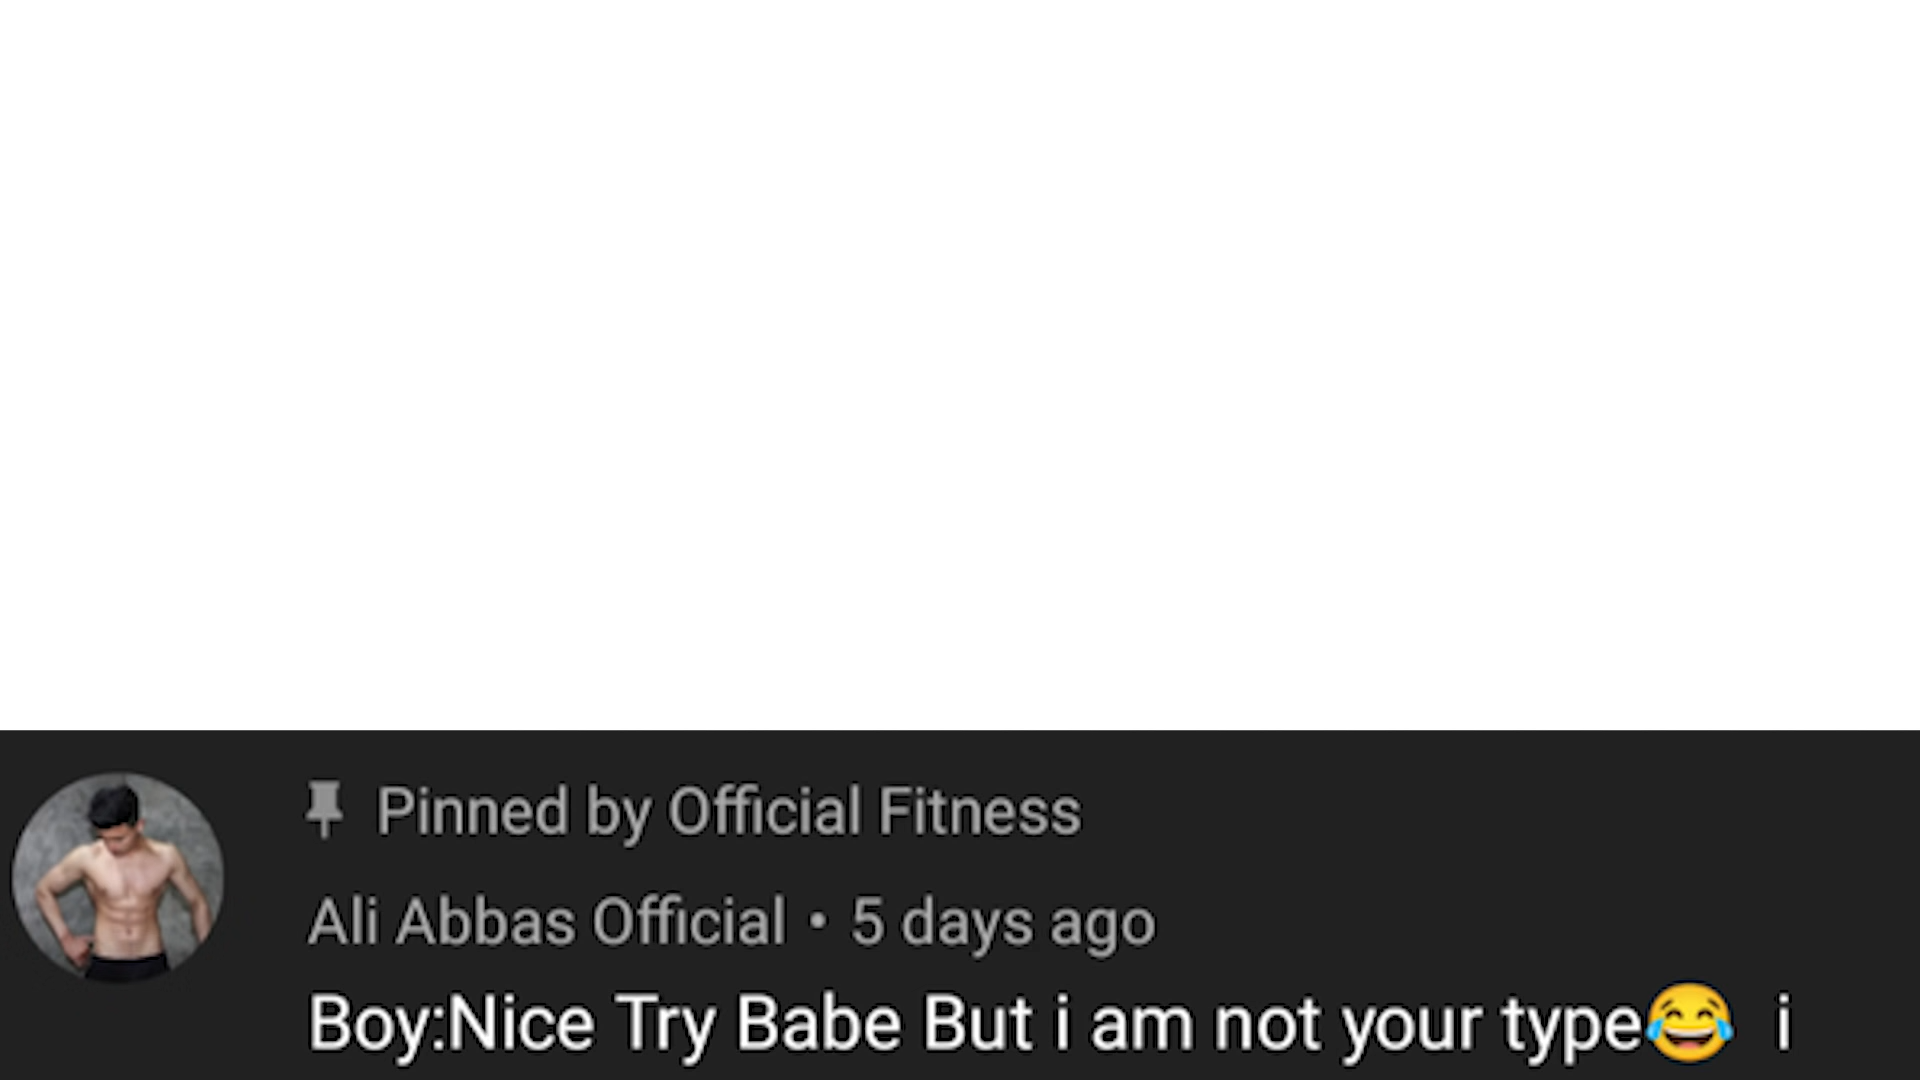 Pinned by Official Fitness
Ali Abbas Official • 5 days ago
Boy:Nice Try Babe But i am not your type😂 i